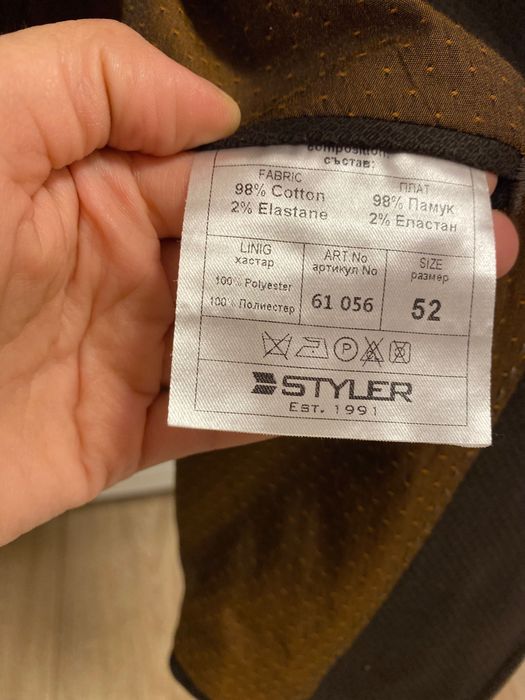 composition:
състав:
FABRIC
98% Cotton
2% Elastane
ПЛАТ
98% Памук
2% Еластан
LINIG
хастар
100% Polyester
100% Полиестер
ART No
артикул No
61 056
SIZE
размер
52
P
STYLER
EST. 1991